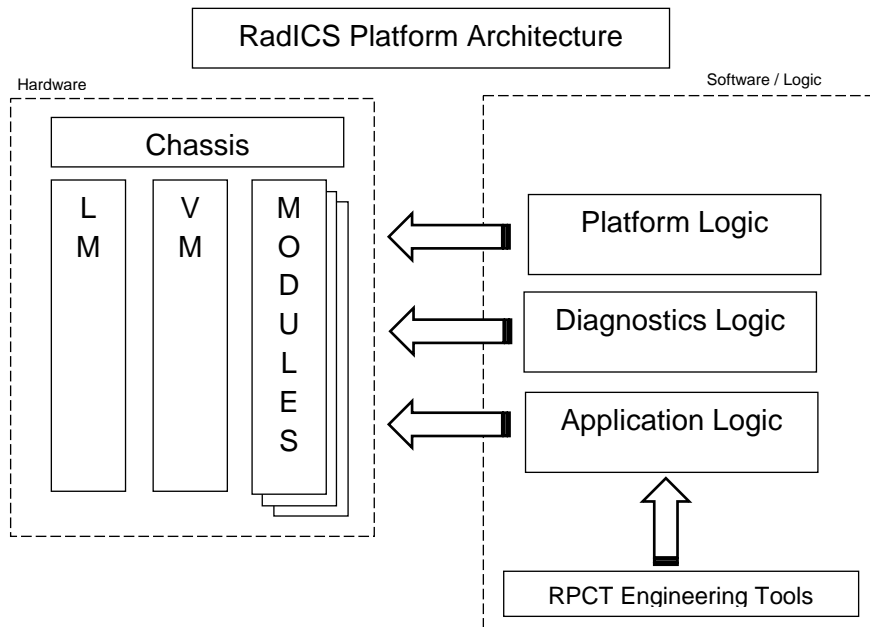 RadICS Platform Architecture
Hardware
Software / Logic
Chassis
L
M
V
M
M
O
D
U
L
E
S
Platform Logic
Diagnostics Logic
Application Logic
RPCT Engineering Tools